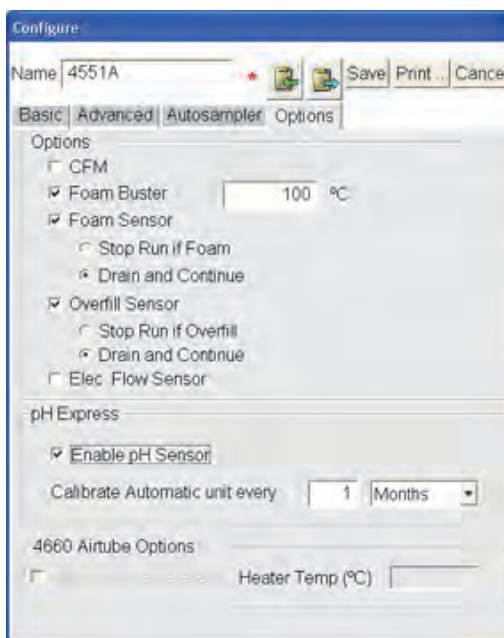 Configure
Name 4551A * Save Print ... Cance
Basic Advanced Autosampler Options
Options
CFM
Foam Buster 100 ºC
Foam Sensor
Stop Run if Foam
Drain and Continue
Overfill Sensor
Stop Run if Overfill
Drain and Continue
Elec Flow Sensor
pH Express
Enable pH Sensor
Calibrate Automatic unit every 1 Months
4660 Airtube Options
Heater Temp (ºC)